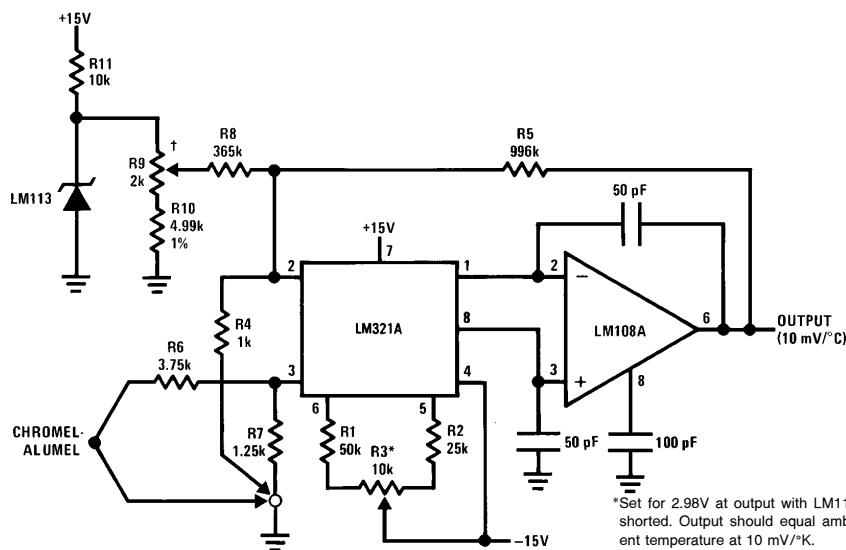 +15V
R11
10k
†
R9
2k
R8
365k
R5
996k
LM113
R10
4.99k
1%
50 pF
+15V
7
2
1
2
−
LM321A
8
LM108A
6
OUTPUT
(10 mV/°C)
R4
1k
R6
3.75k
3
4
3
+
8
6
5
CHROMEL-
ALUMEL
R7
1.25k
R1
50k
R3*
10k
R2
25k
50 pF
100 pF
−15V
*Set for 2.98V at output with LM11
shorted. Output should equal amb
ent temperature at 10 mV/°K.